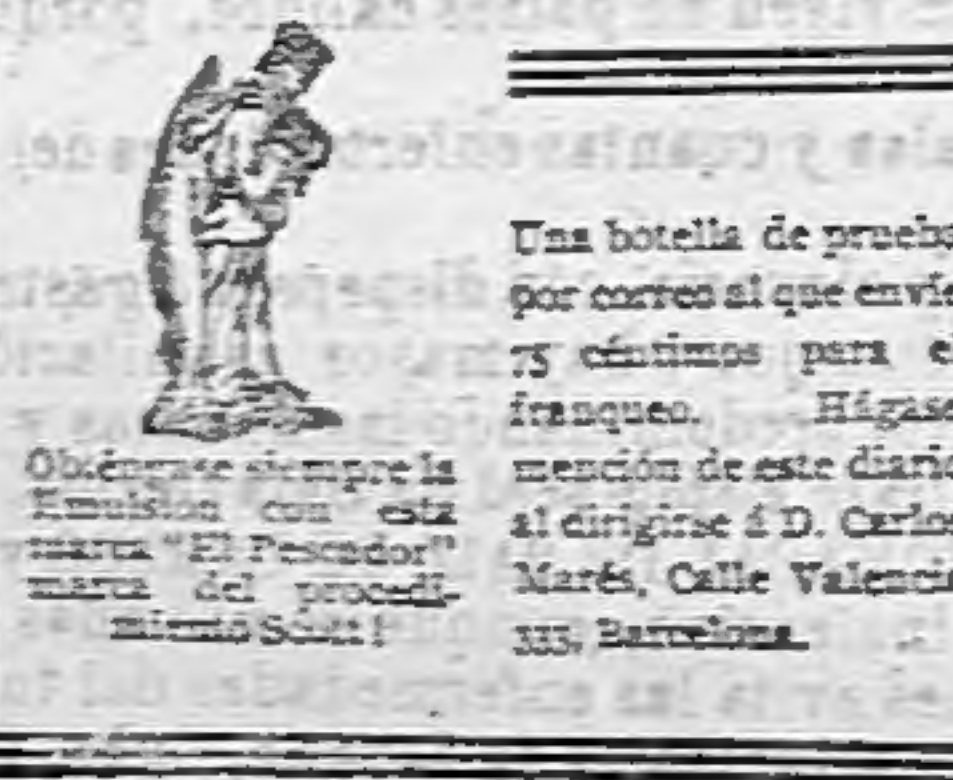 Obténgase siempre la
Emulsión con esta
marca "El Pescador"
marca del procedi-
miento Scott!
Una botella de prueba
por correo al que envie
75 céntimos para el
franqueo. Hágase
mención de este diario
al dirigirse á D. Carlos
Marés, Calle Valencia
333, Barcelona.